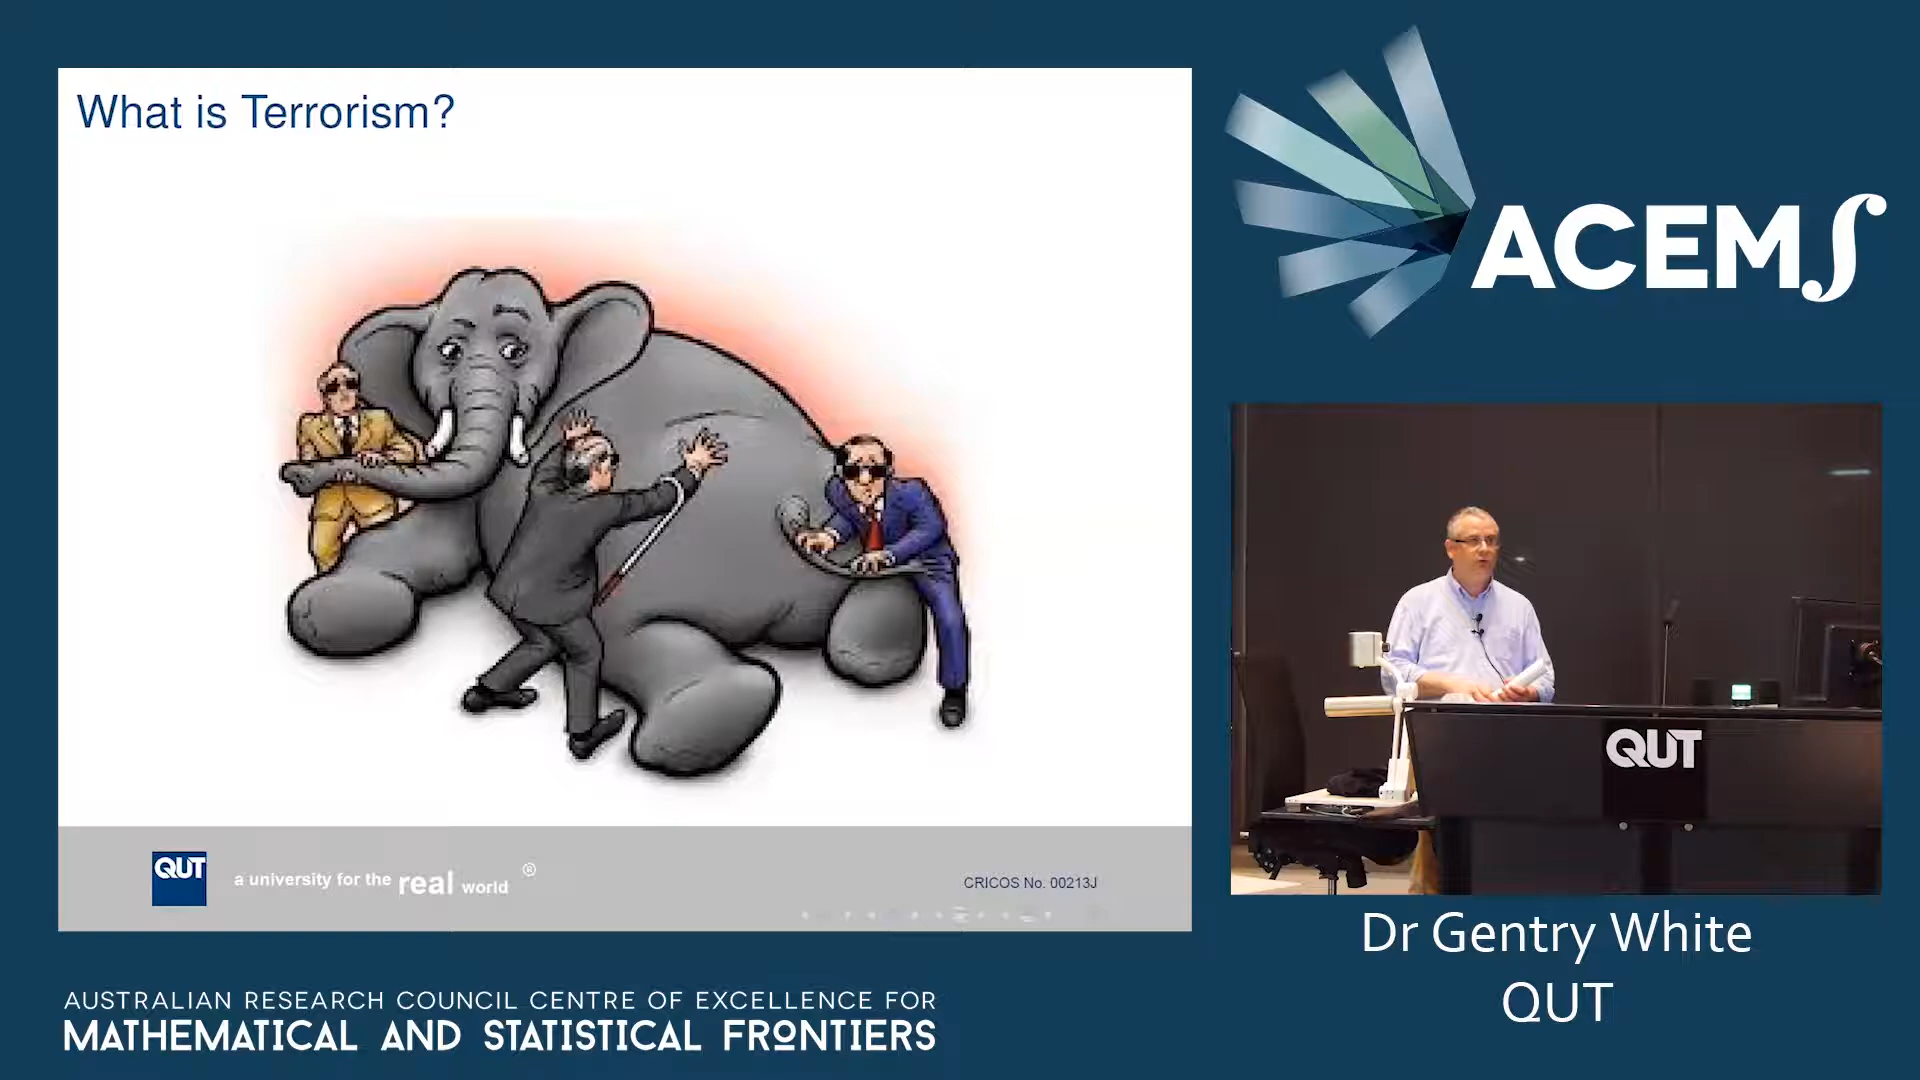 What is Terrorism?
QUT
a university for the real world ®
CRICOS No. 00213J
ACEMS
QUT
Dr Gentry White
QUT
AUSTRALIAN RESEARCH COUNCIL CENTRE OF EXCELLENCE FOR
MATHEMATICAL AND STATISTICAL FRONTIERS